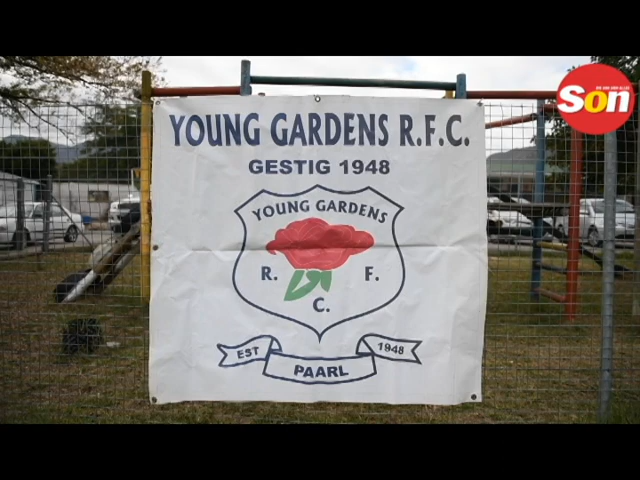 Son
YOUNG GARDENS R.F.C.
GESTIG 1948
YOUNG GARDENS
R. F.
C.
EST 1948
PAARL